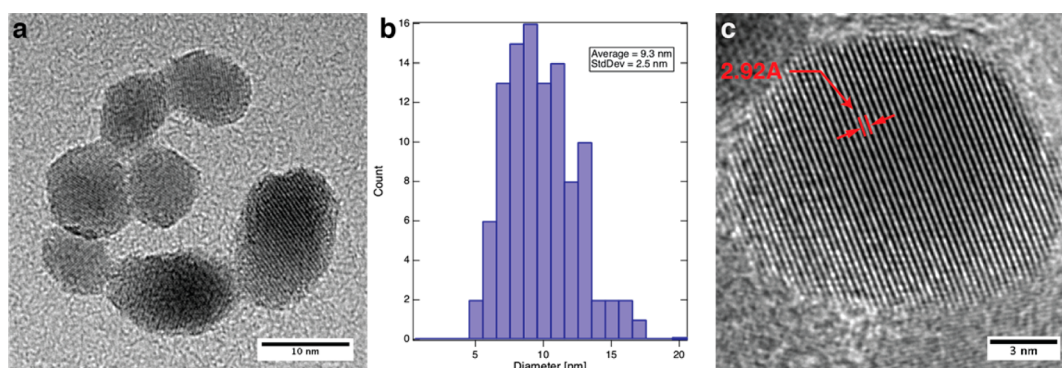 a
10 nm
b
16
14
12
10
8
6
4
2
0
Count
Average = 9.3 nm
StdDev = 2.5 nm
5
10
15
20
Diameter [nm]
c
2.92A
3 nm